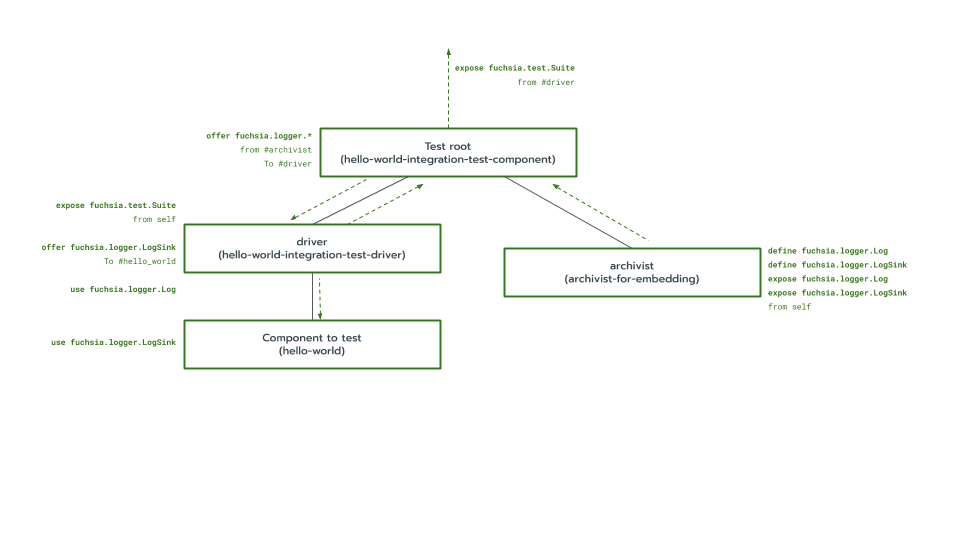 expose fuchsia.test.Suite
from #driver
offer fuchsia.logger.*
from #archivist
To #driver
Test root
(hello-world-integration-test-component)
expose fuchsia.test.Suite
from self
offer fuchsia.logger.LogSink
To #hello_world
use fuchsia.logger.Log
driver
(hello-world-integration-test-driver)
archivist
(archivist-for-embedding)
define fuchsia.logger.Log
define fuchsia.logger.LogSink
expose fuchsia.logger.Log
expose fuchsia.logger.LogSink
from self
use fuchsia.logger.LogSink
Component to test
(hello-world)